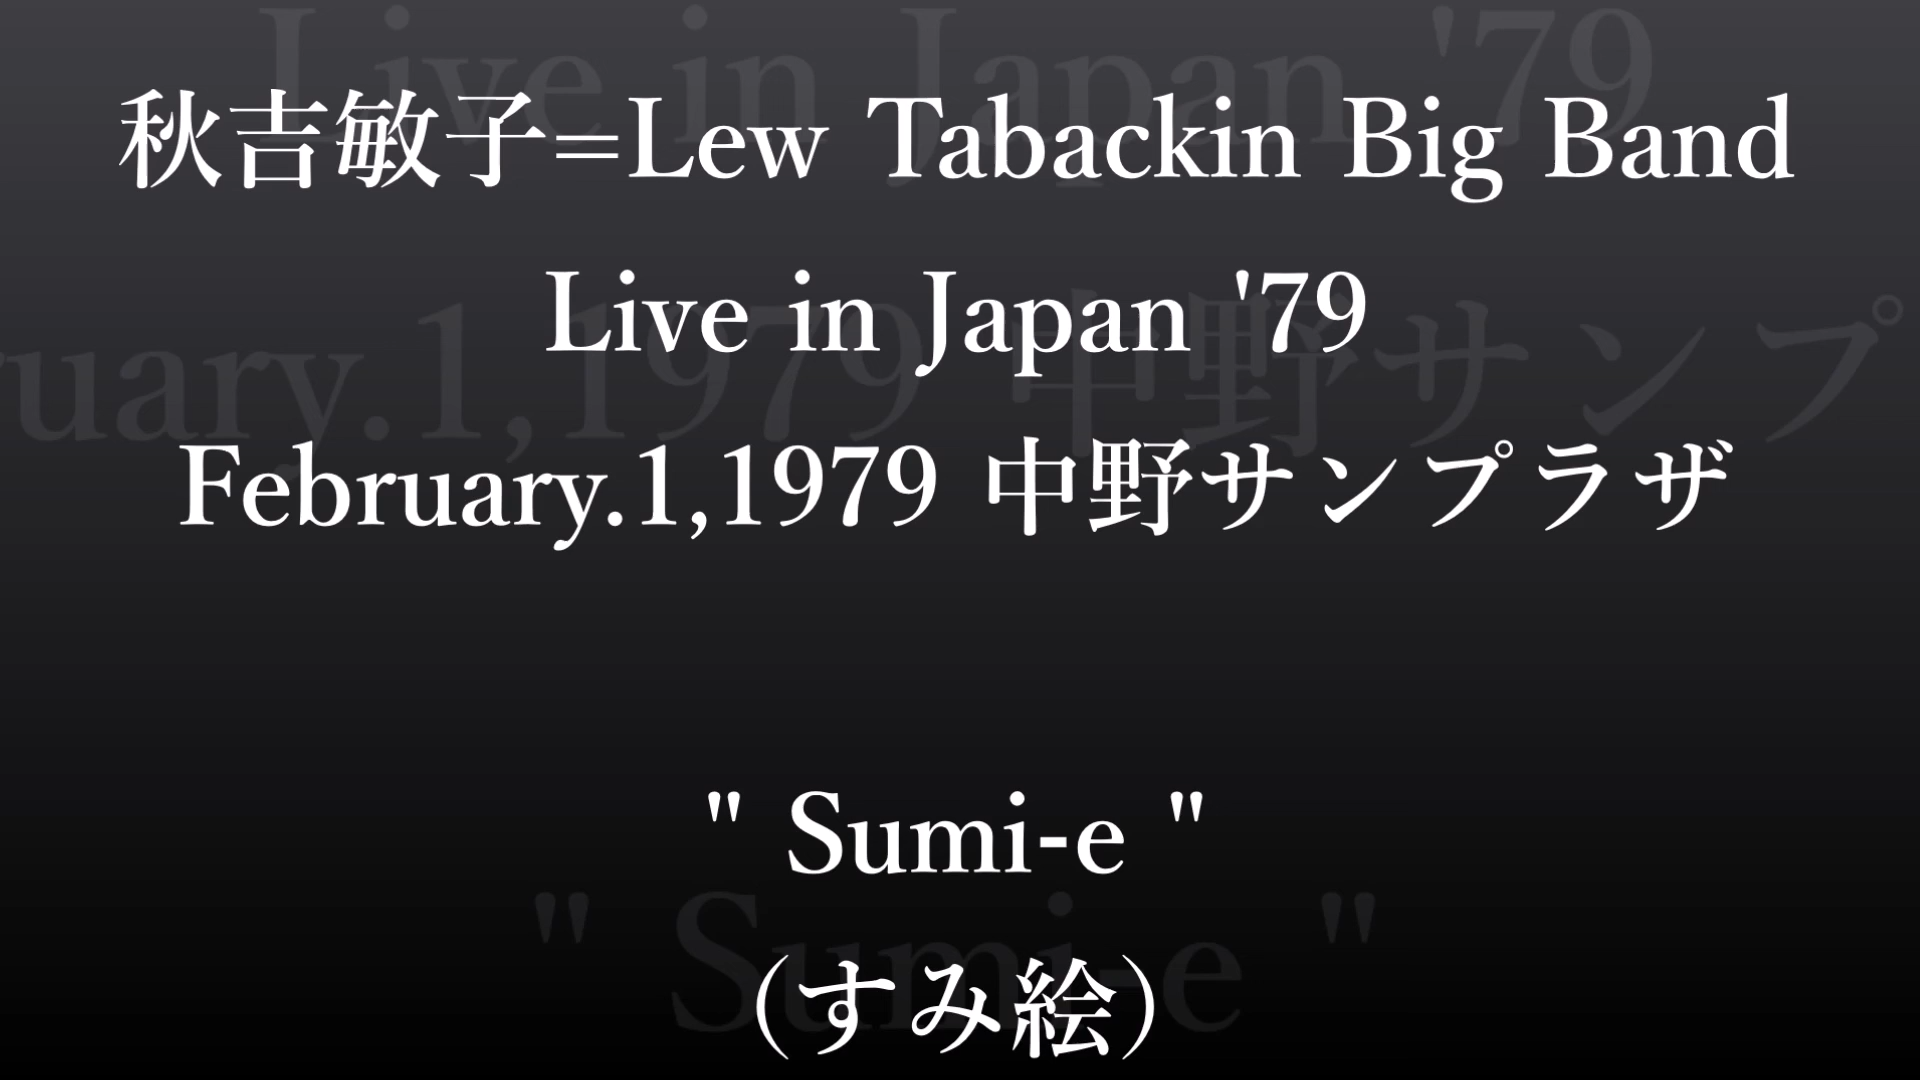 秋吉敏子=Lew Tabackin Big Band
Live in Japan '79
February.1,1979 中野サンプラザ
" Sumi-e "
(すみ絵)